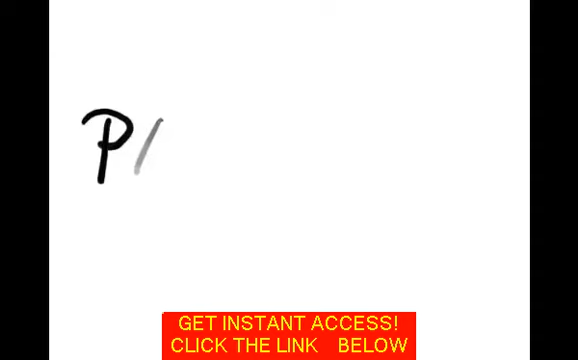 P/
GET INSTANT ACCESS!
CLICK THE LINK BELOW